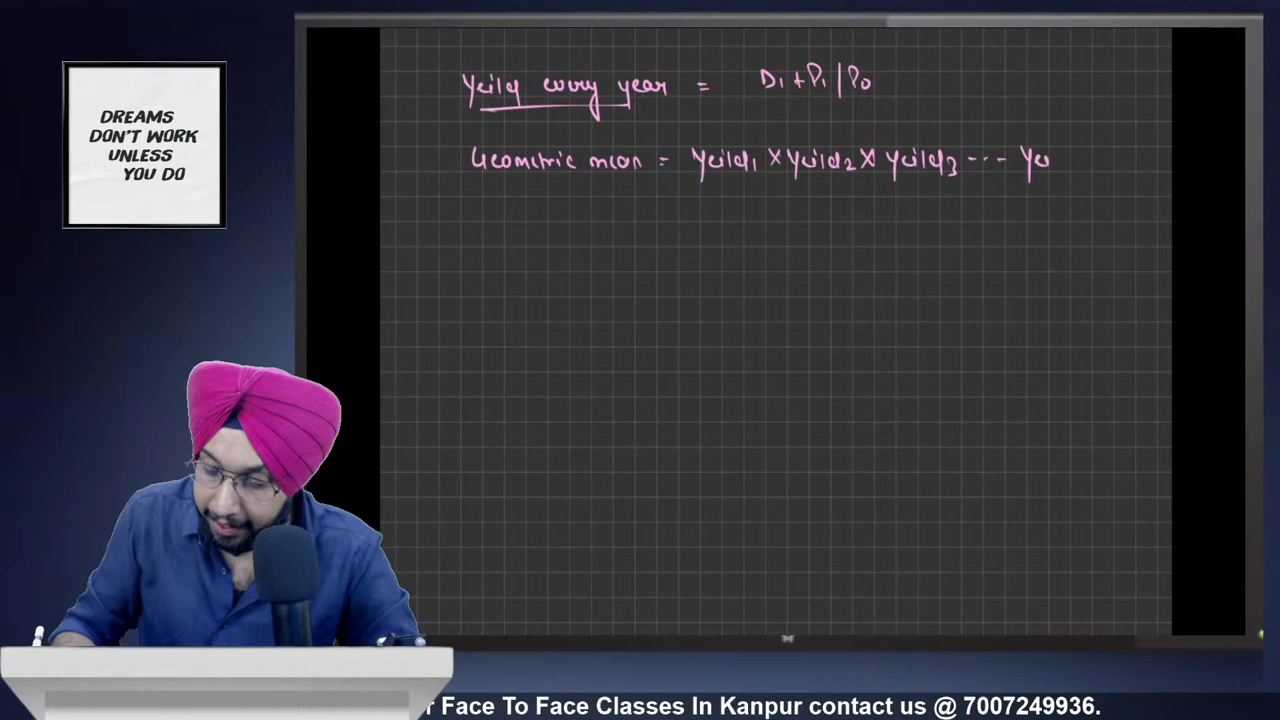 DREAMS
DON'T WORK
UNLESS
YOU DO
Yeild every year = D1 + P1 | P0
Geometric mean = Yeild1 × Yeild2 × Yeild3 --- Ye
r Face To Face Classes In Kanpur contact us @ 7007249936.